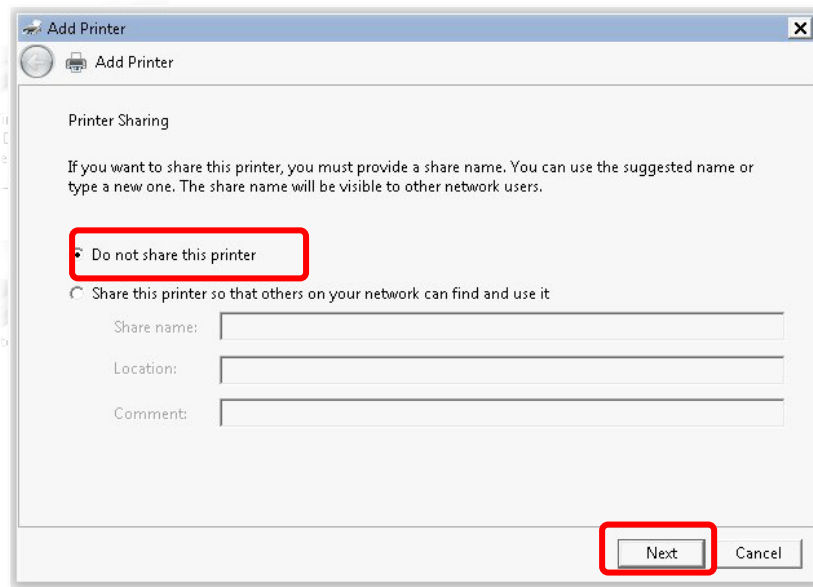 Add Printer
Add Printer
Printer Sharing
If you want to share this printer, you must provide a share name. You can use the suggested name or
type a new one. The share name will be visible to other network users.
Do not share this printer
Share this printer so that others on your network can find and use it
Share name:
Location:
Comment:
Next Cancel